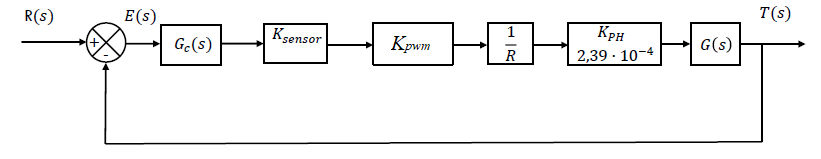 R(s)
E(s)
T(s)
+
-
G_c(s)
K_sensor
K_pwm
1
R
K_PH
2,39 · 10⁻⁴
G(s)